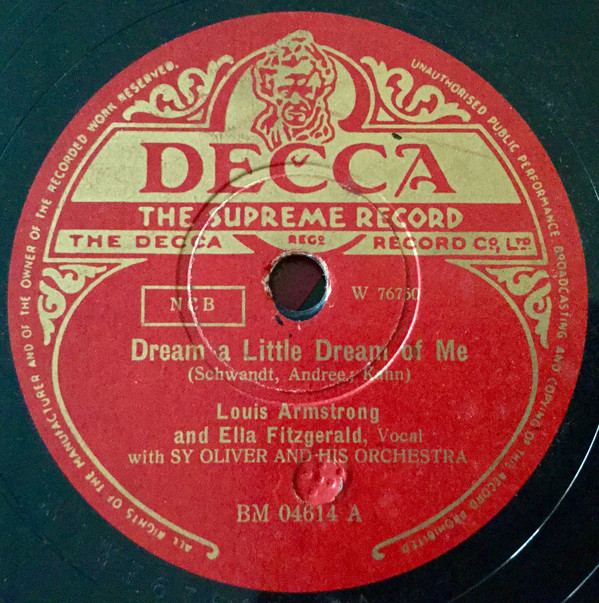 ALL RIGHTS OF THE MANUFACTURER AND OF THE OWNER OF THE RECORDED WORK RESERVED.
UNAUTHORISED PUBLIC PERFORMANCE BROADCASTING AND COPYING OF THIS RECORD PROHIBITED
DECCA
THE SUPREME RECORD
THE DECCA REGD RECORD CO, LTD.
NCB W 76750
Dream a Little Dream of Me
(Schwandt, Andree, Kahn)
Louis Armstrong
and Ella Fitzgerald, Vocal
with SY OLIVER AND HIS ORCHESTRA
BM 04614 A